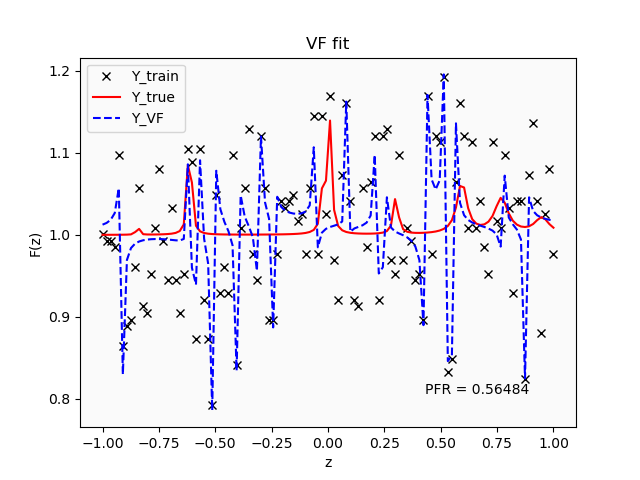 VF fit
Y_train
Y_true
Y_VF
1.2
1.1
1.0
0.9
0.8
F(z)
PFR = 0.56484
−1.00 −0.75 −0.50 −0.25 0.00 0.25 0.50 0.75 1.00
z